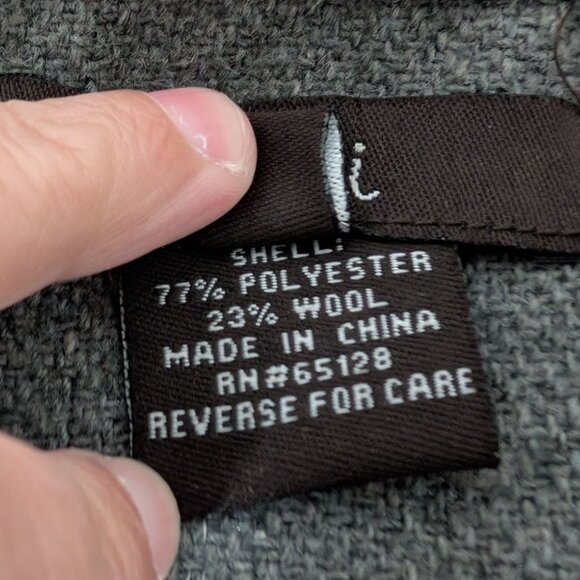 i
SHELL:
77% POLYESTER
23% WOOL
MADE IN CHINA
RN#65128
REVERSE FOR CARE